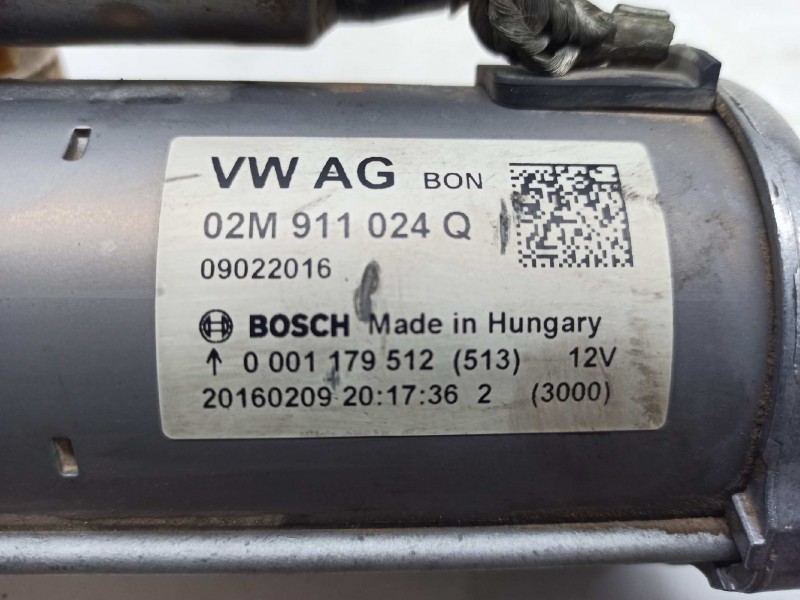 VW AG BON
02M 911 024 Q
09022016
BOSCH Made in Hungary
↑ 0 001 179 512 (513) 12V
20160209 20:17:36 2 (3000)